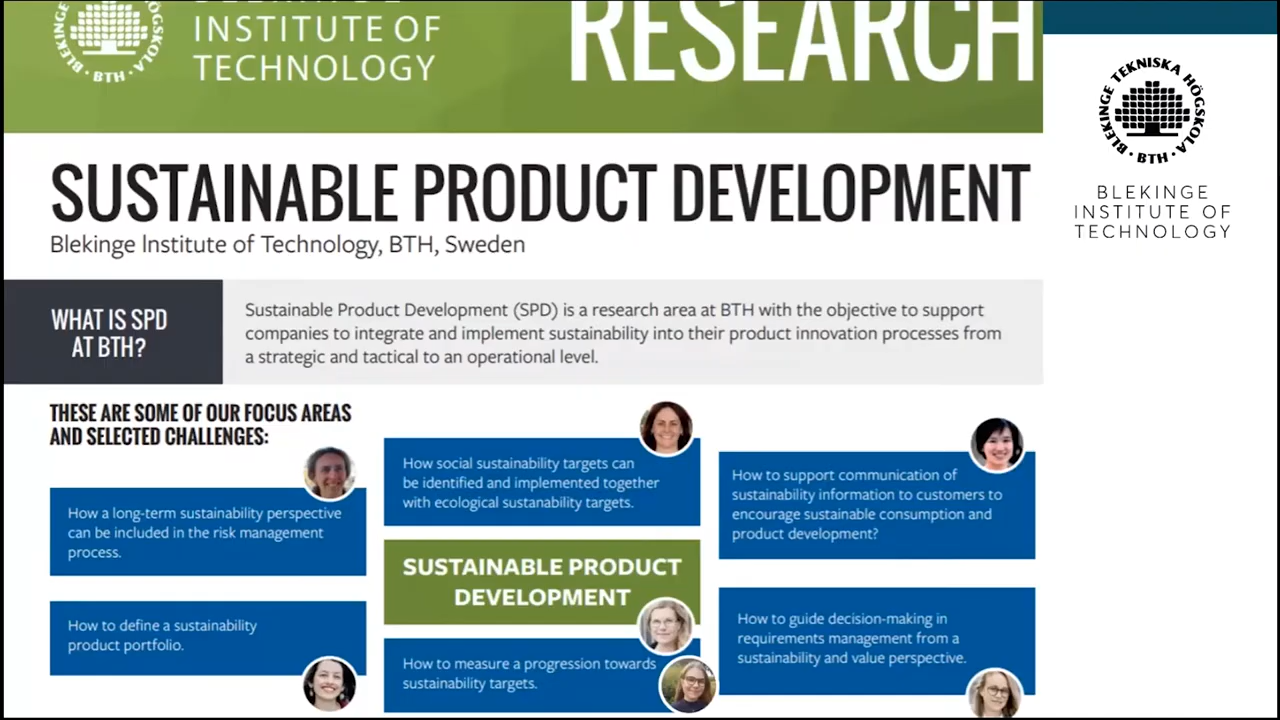 INSTITUTE OF
TECHNOLOGY
BLEKINGE
HÖGSKOLA
· BTH ·
RESEARCH
BLEKINGE TEKNISKA HÖGSKOLA
· BTH ·
BLEKINGE
INSTITUTE OF
TECHNOLOGY
SUSTAINABLE PRODUCT DEVELOPMENT
Blekinge Institute of Technology, BTH, Sweden
WHAT IS SPD
AT BTH?
Sustainable Product Development (SPD) is a research area at BTH with the objective to support
companies to integrate and implement sustainability into their product innovation processes from
a strategic and tactical to an operational level.
THESE ARE SOME OF OUR FOCUS AREAS
AND SELECTED CHALLENGES:
How a long-term sustainability perspective
can be included in the risk management
process.
How to define a sustainability
product portfolio.
How social sustainability targets can
be identified and implemented together
with ecological sustanability targets.
SUSTAINABLE PRODUCT
DEVELOPMENT
How to measure a progression towards
sustainability targets.
How to support communication of
sustainability information to customers to
encourage sustainable consumption and
product development?
How to guide decision-making in
requirements management from a
sustainability and value perspective.